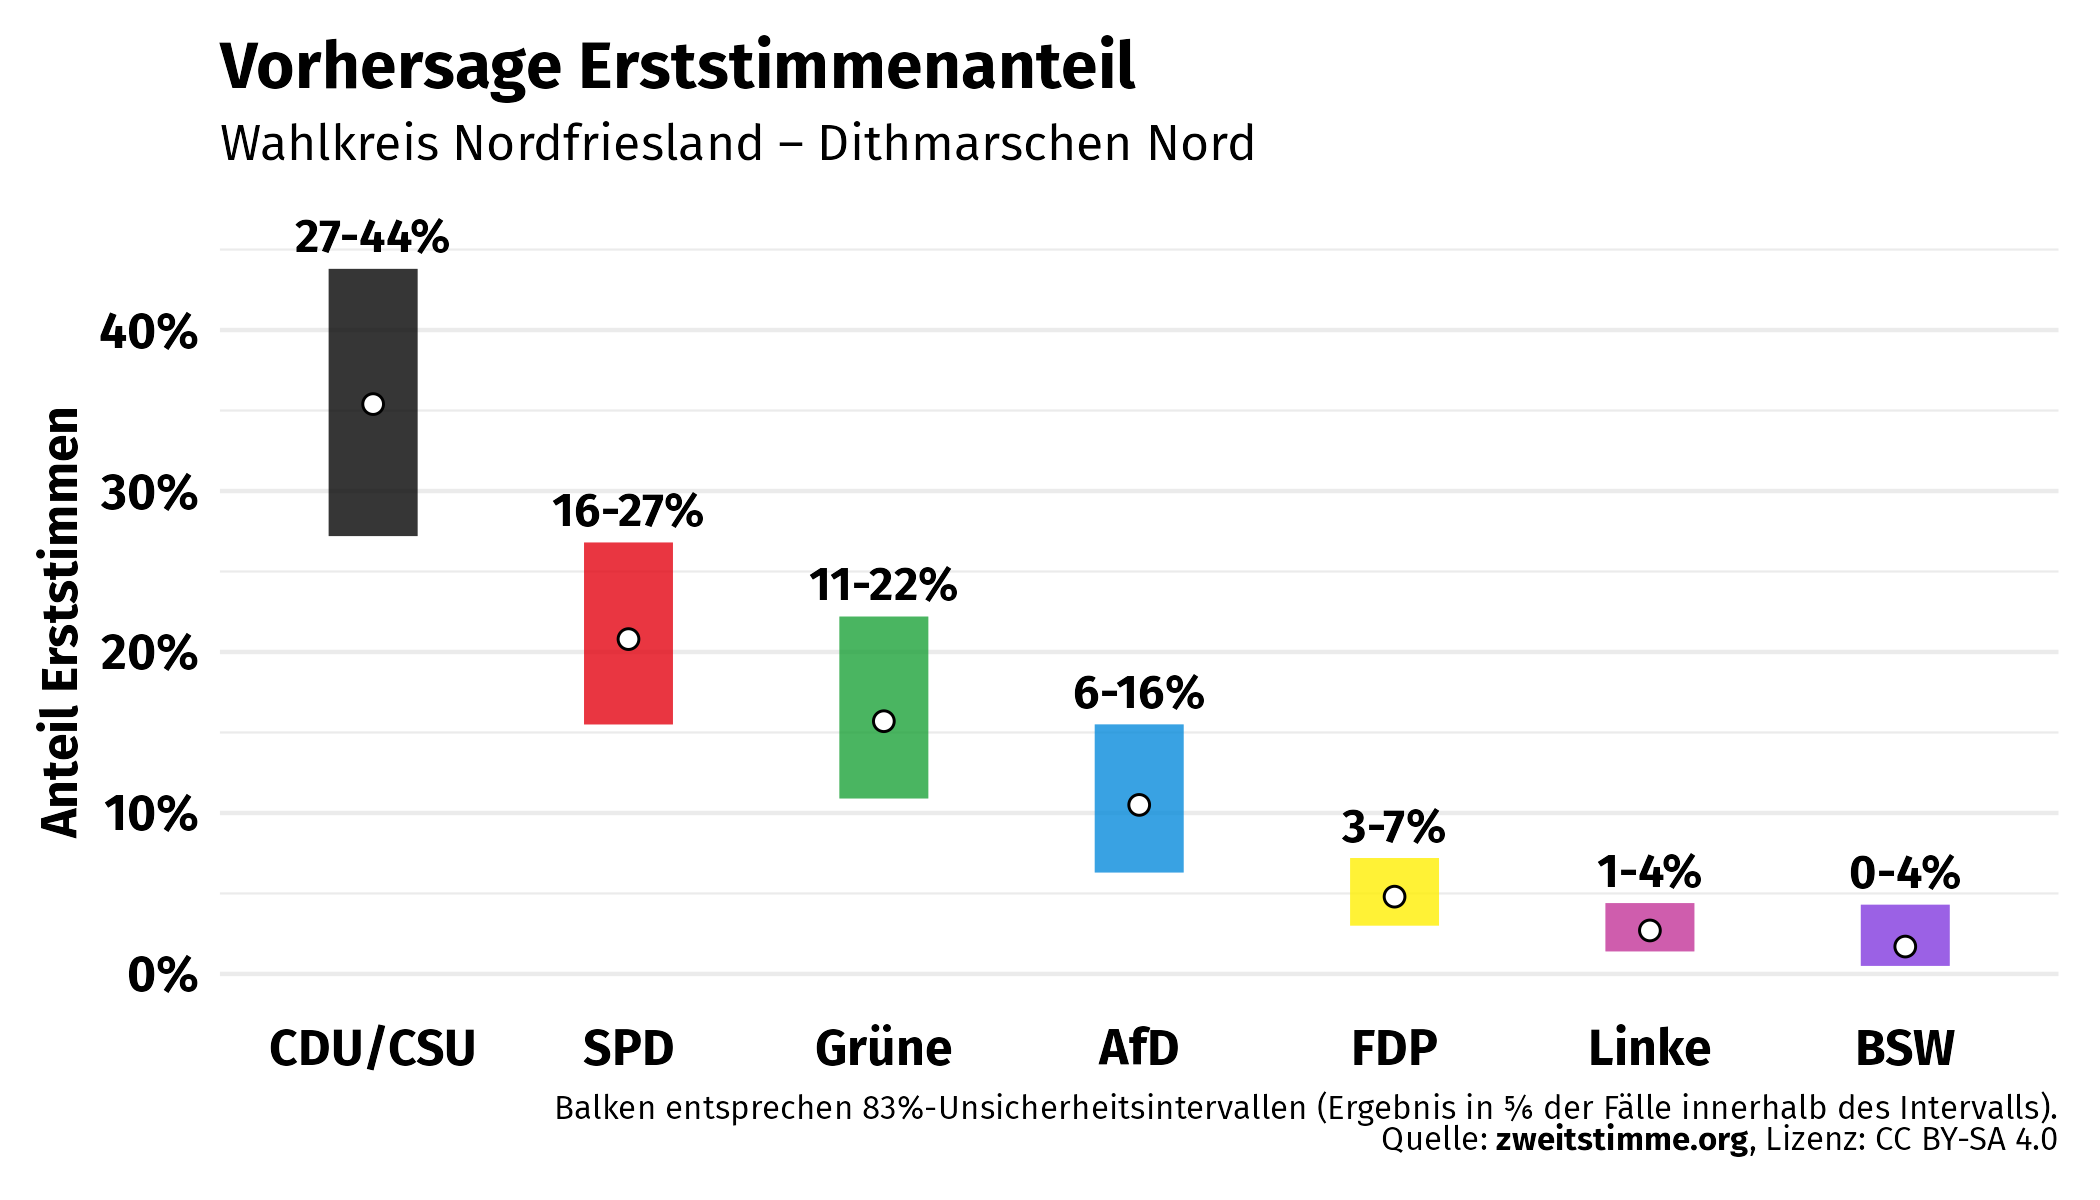 Vorhersage Erststimmenanteil
Wahlkreis Nordfriesland – Dithmarschen Nord
Anteil Erststimmen
40%
30%
20%
10%
0%
27-44%
16-27%
11-22%
6-16%
3-7%
1-4%
0-4%
CDU/CSU SPD Grüne AfD FDP Linke BSW
Balken entsprechen 83%-Unsicherheitsintervallen (Ergebnis in ⅚ der Fälle innerhalb des Intervalls).
Quelle: zweitstimme.org, Lizenz: CC BY-SA 4.0